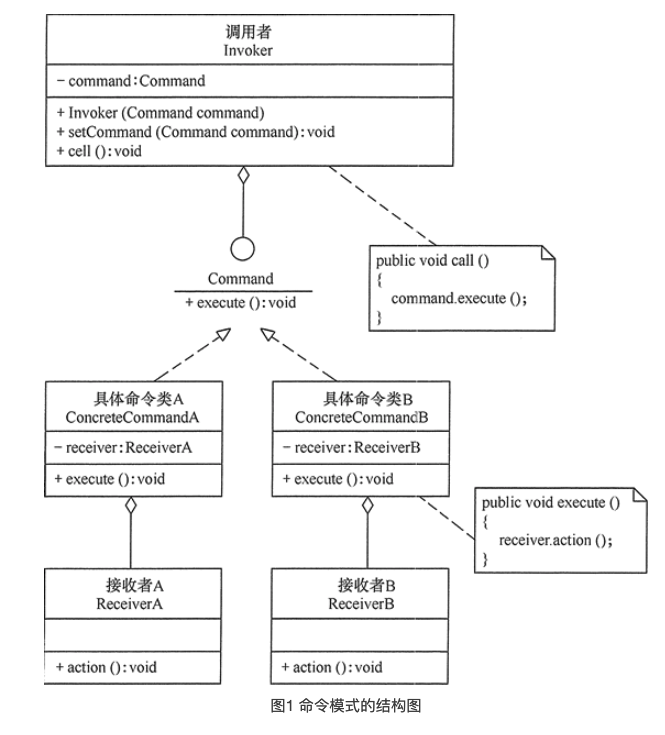 调用者
Invoker
− command:Command
+ Invoker (Command command)
+ setCommand (Command command): void
+ cell (): void
Command
+ execute (): void
public void call ()
{
command.execute ();
}
具体命令类A
ConcreteCommandA
− receiver:ReceiverA
+ execute (): void
具体命令类B
ConcreteCommandB
− receiver:ReceiverB
+ execute (): void
public void execute ()
{
receiver.action ();
}
接收者A
ReceiverA
+ action (): void
接收者B
ReceiverB
+ action (): void
图1 命令模式的结构图